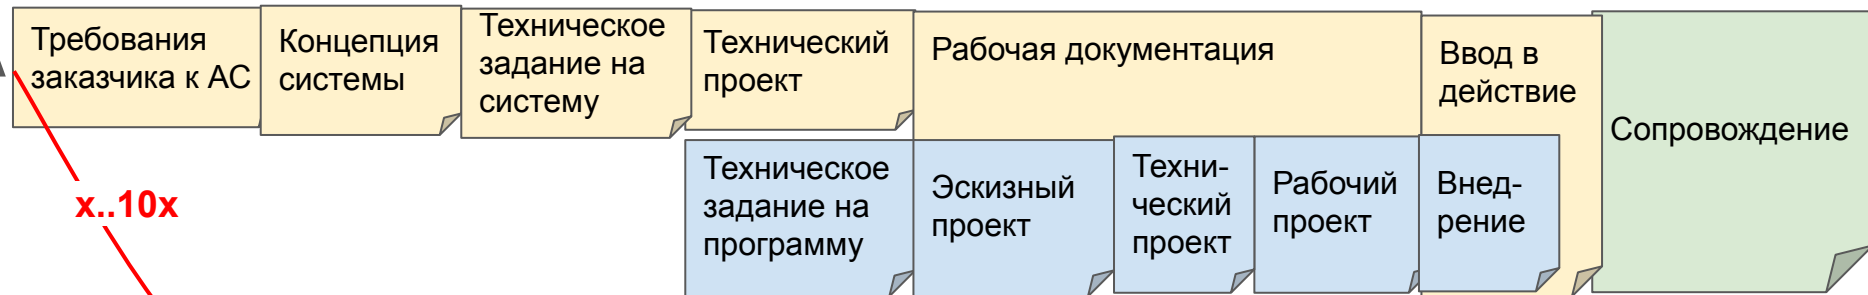 Требования
заказчика к АС
Концепция
системы
Техническое
задание на
систему
Технический
проект
Рабочая документация
Ввод в
действие
Сопровождение
Техническое
задание на
программу
Эскизный
проект
Техни-
ческий
проект
Рабочий
проект
Внед-
рение
x..10x